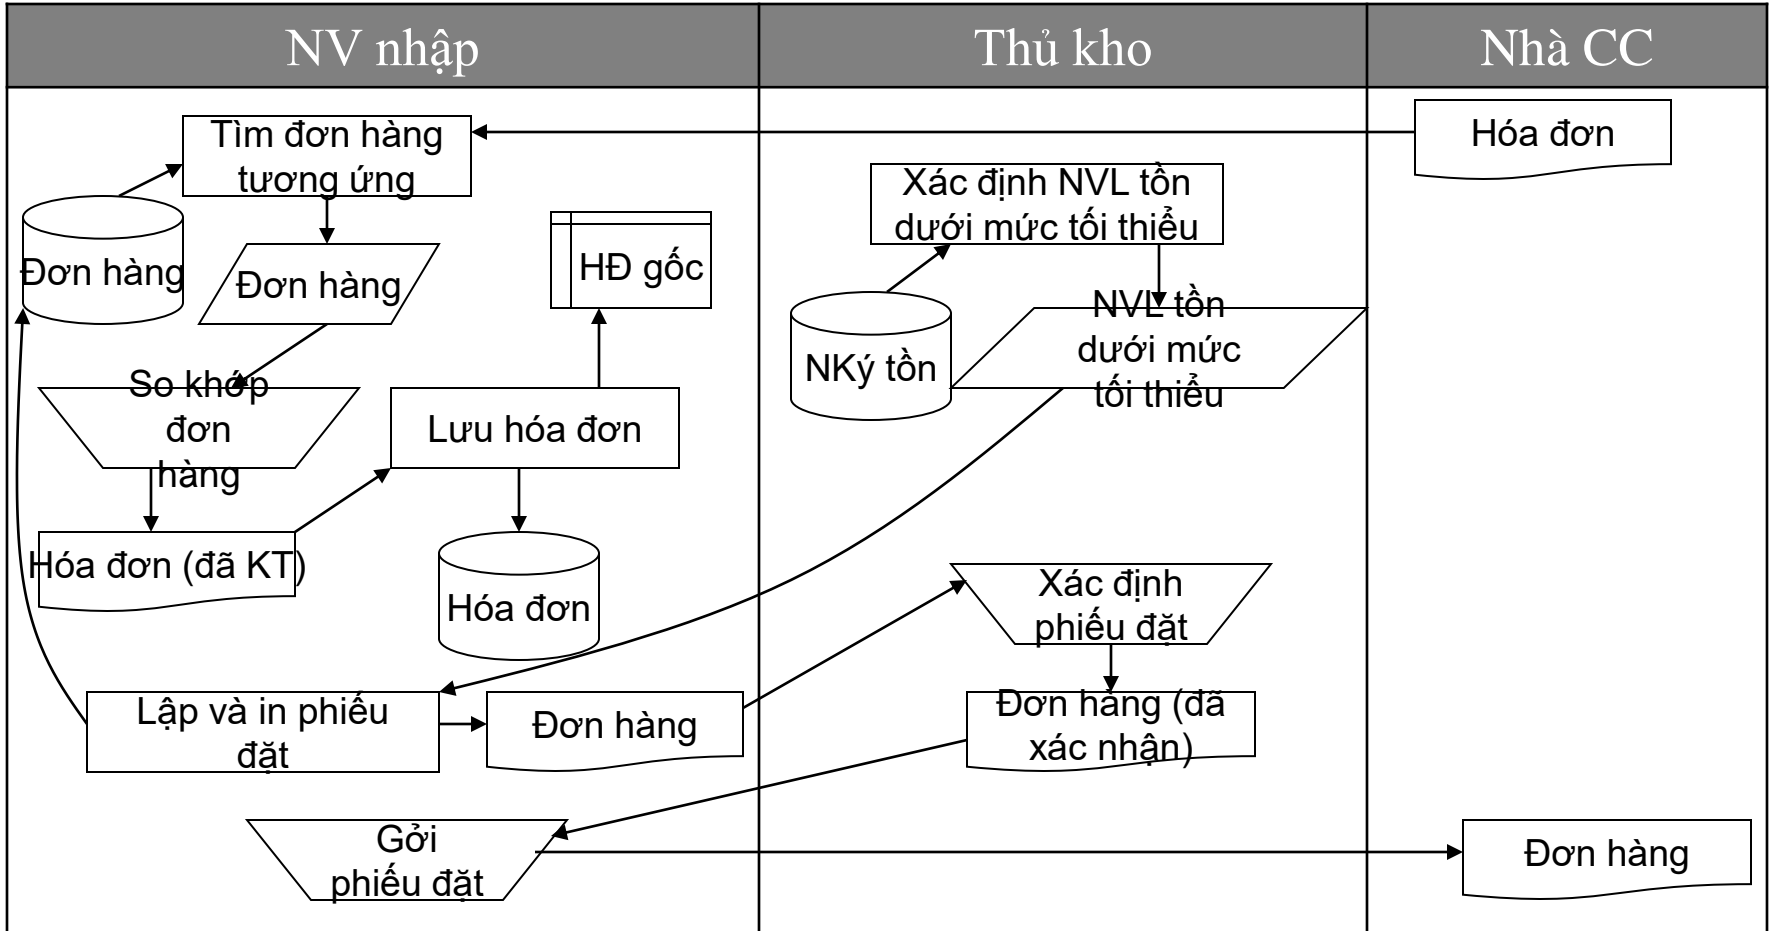 NV nhập
Thủ kho
Nhà CC
Tìm đơn hàng
tương ứng
Đơn hàng
Đơn hàng
HĐ gốc
So khớp
đơn
hàng
Lưu hóa đơn
Hóa đơn (đã KT)
Hóa đơn
Lập và in phiếu
đặt
Đơn hàng
Gởi
phiếu đặt
Xác định NVL tồn
dưới mức tối thiểu
NKý tồn
NVL tồn
dưới mức
tối thiểu
Xác định
phiếu đặt
Đơn hàng (đã
xác nhận)
Hóa đơn
Đơn hàng